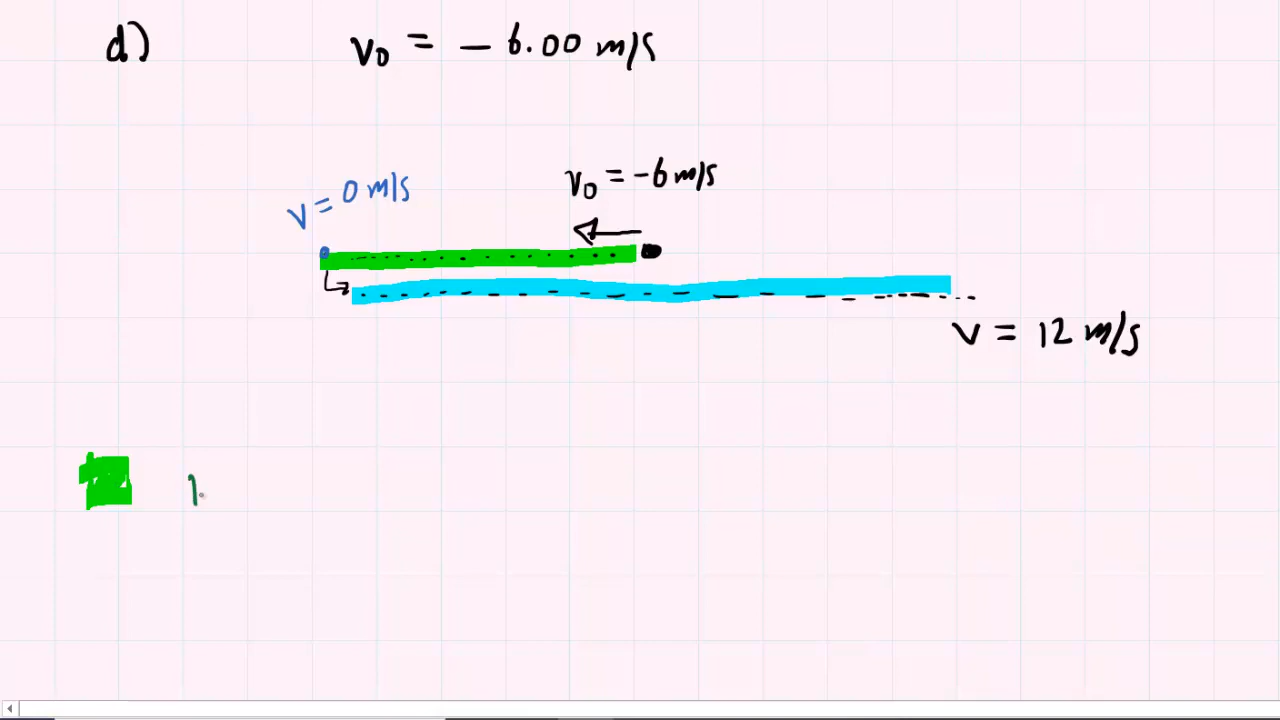 d) v₀ = - 6.00 m/s
v₀ = -6 m/s
v = 0 m/s
v = 12 m/s